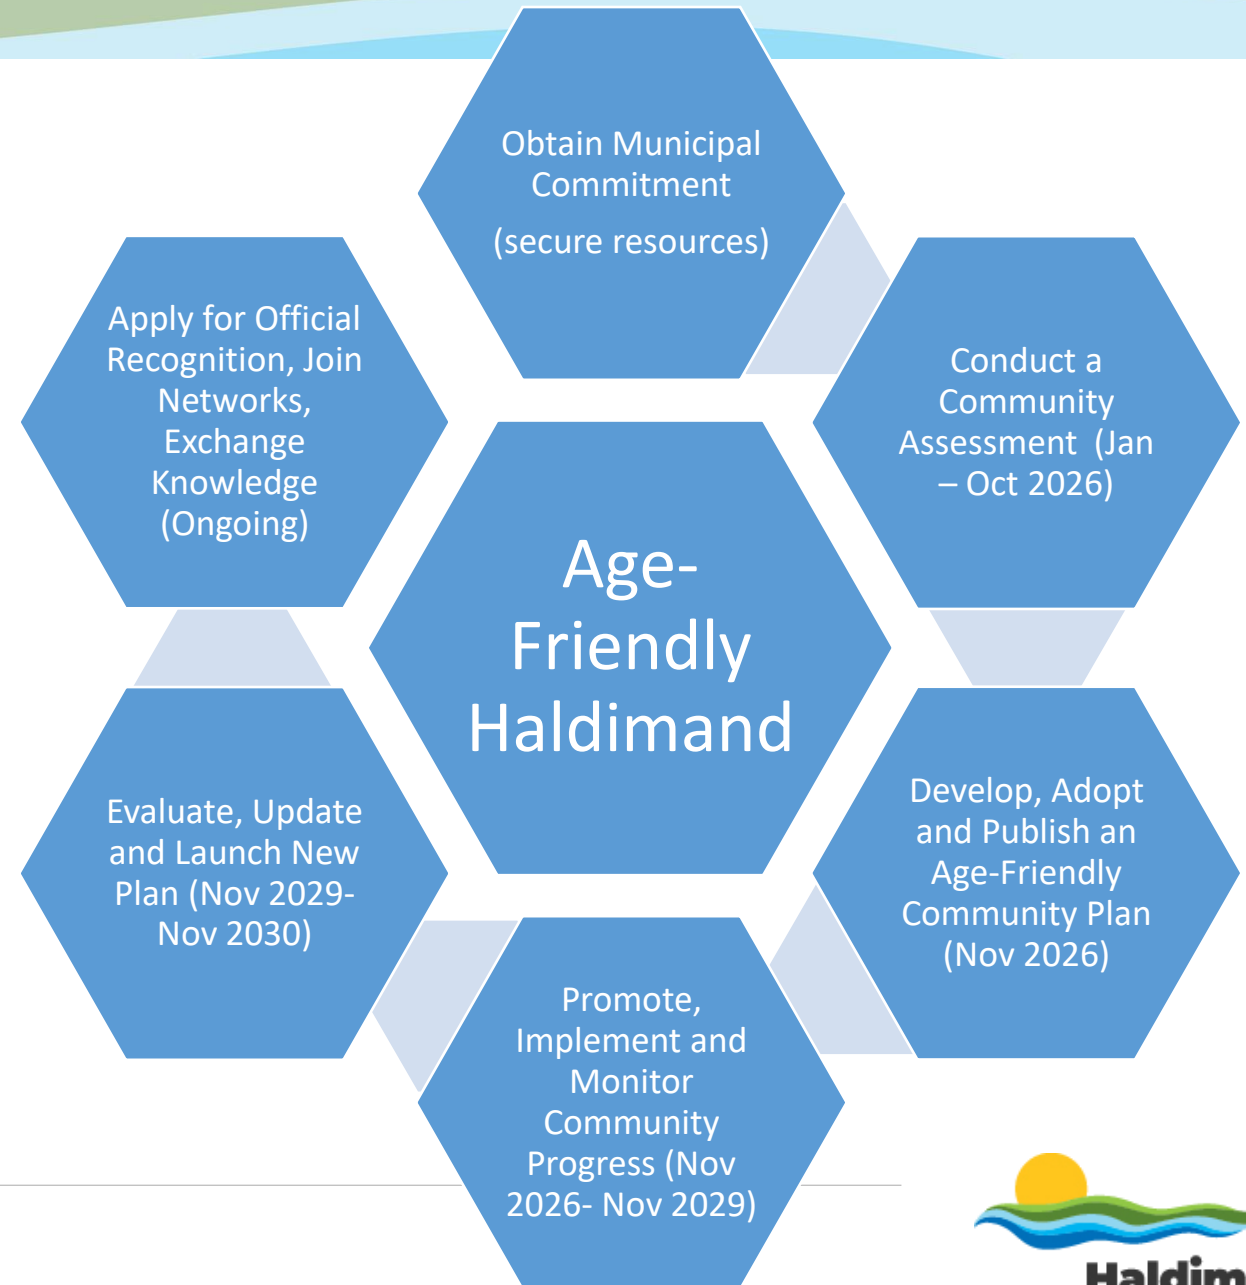 Obtain Municipal
Commitment
(secure resources)
Conduct a
Community
Assessment  (Jan
– Oct 2026)
Develop, Adopt
and Publish an
Age-Friendly
Community Plan
(Nov 2026)
Promote,
Implement and
Monitor
Community
Progress (Nov
2026- Nov 2029)
Evaluate, Update
and Launch New
Plan (Nov 2029-
Nov 2030)
Apply for Official
Recognition, Join
Networks,
Exchange
Knowledge
(Ongoing)
Age-
Friendly
Haldimand